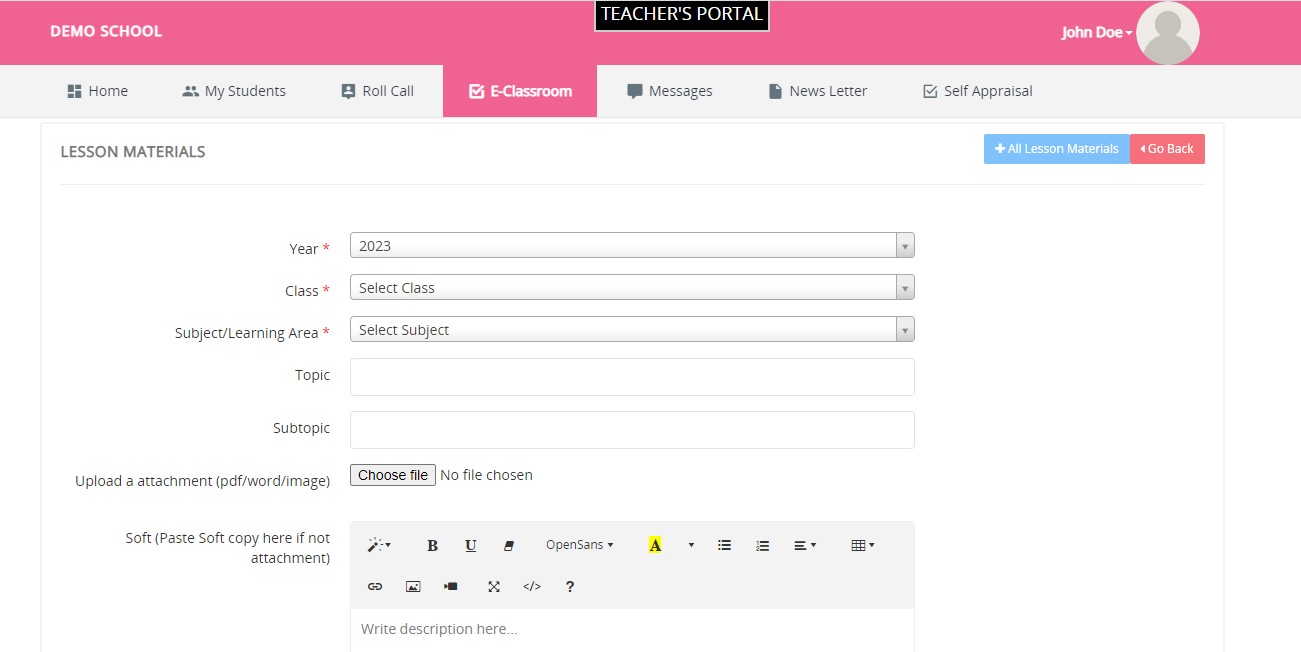 TEACHER'S PORTAL
DEMO SCHOOL
John Doe
Home My Students Roll Call E-Classroom Messages News Letter Self Appraisal
LESSON MATERIALS
All Lesson Materials Go Back
Year * 2023
Class * Select Class
Subject/Learning Area * Select Subject
Topic
Subtopic
Upload a attachment (pdf/word/image) Choose file No file chosen
Soft (Paste Soft copy here if not
attachment)
B U OpenSans A
</> ?
Write description here...